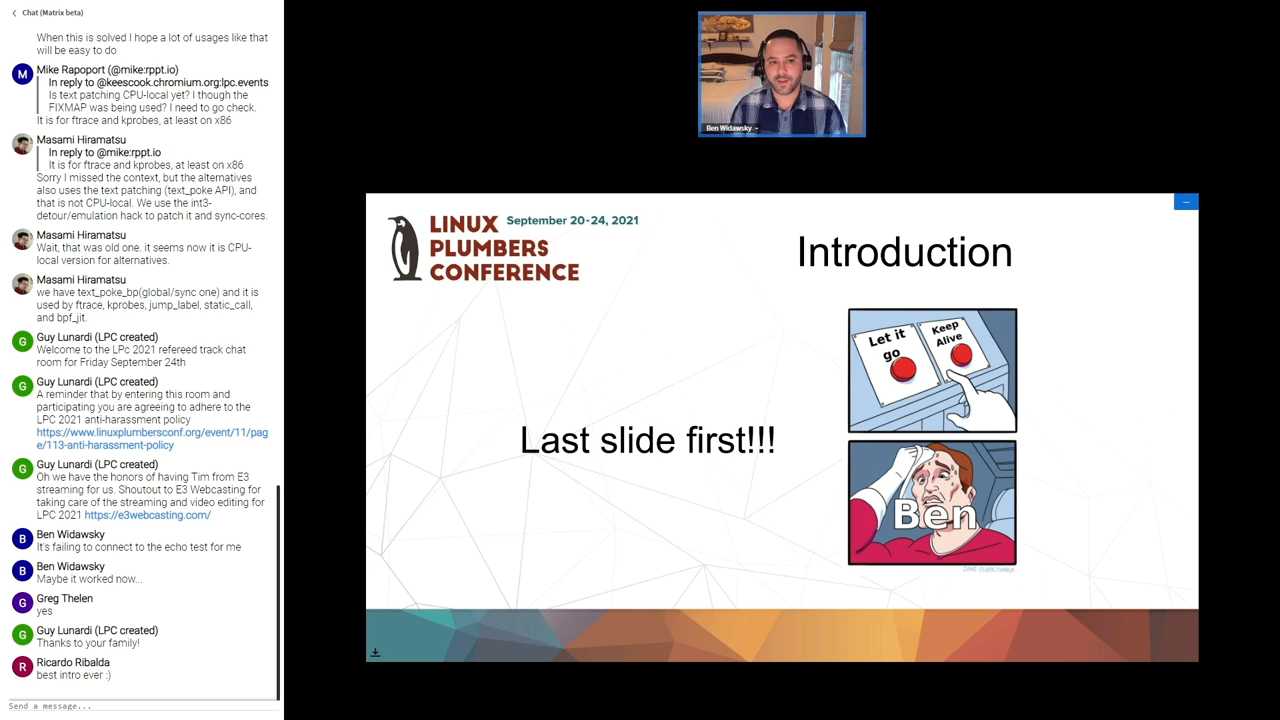 Chat (Matrix beta)
When this is solved I hope a lot of usages like that
will be easy to do
M
Mike Rapoport (@mike:rppt.io)
In reply to @keescook.chromium.org:lpc.events
Is text patching CPU-local yet? I though the
FIXMAP was being used? I need to go check.
It is for ftrace and kprobes, at least on x86
Masami Hiramatsu
In reply to @mike:rppt.io
It is for ftrace and kprobes, at least on x86
Sorry I missed the context, but the alternatives
also uses the text patching (text_poke API), and
that is not CPU-local. We use the int3-
detour/emulation hack to patch it and sync-cores.
Masami Hiramatsu
Wait, that was old one. it seems now it is CPU-
local version for alternatives.
Masami Hiramatsu
we have text_poke_bp(global/sync one) and it is
used by ftrace, kprobes, jump_label, static_call,
and bpf_jit.
G
Guy Lunardi (LPC created)
Welcome to the LPc 2021 refereed track chat
room for Friday September 24th
G
Guy Lunardi (LPC created)
A reminder that by entering this room and
participating you are agreeing to adhere to the
LPC 2021 anti-harassment policy
https://www.linuxplumbersconf.org/event/11/pag
e/113-anti-harassment-policy
G
Guy Lunardi (LPC created)
Oh we have the honors of having Tim from E3
streaming for us. Shoutout to E3 Webcasting for
taking care of the streaming and video editing for
LPC 2021 https://e3webcasting.com/
B
Ben Widawsky
It's failing to connect to the echo test for me
B
Ben Widawsky
Maybe it worked now...
G
Greg Thelen
yes
G
Guy Lunardi (LPC created)
Thanks to your family!
R
Ricardo Ribalda
best intro ever :)
Send a message...
Ben Widawsky
LINUX
PLUMBERS
CONFERENCE
September 20-24, 2021
Introduction
Last slide first!!!
Let it
go
Keep
Alive
Ben